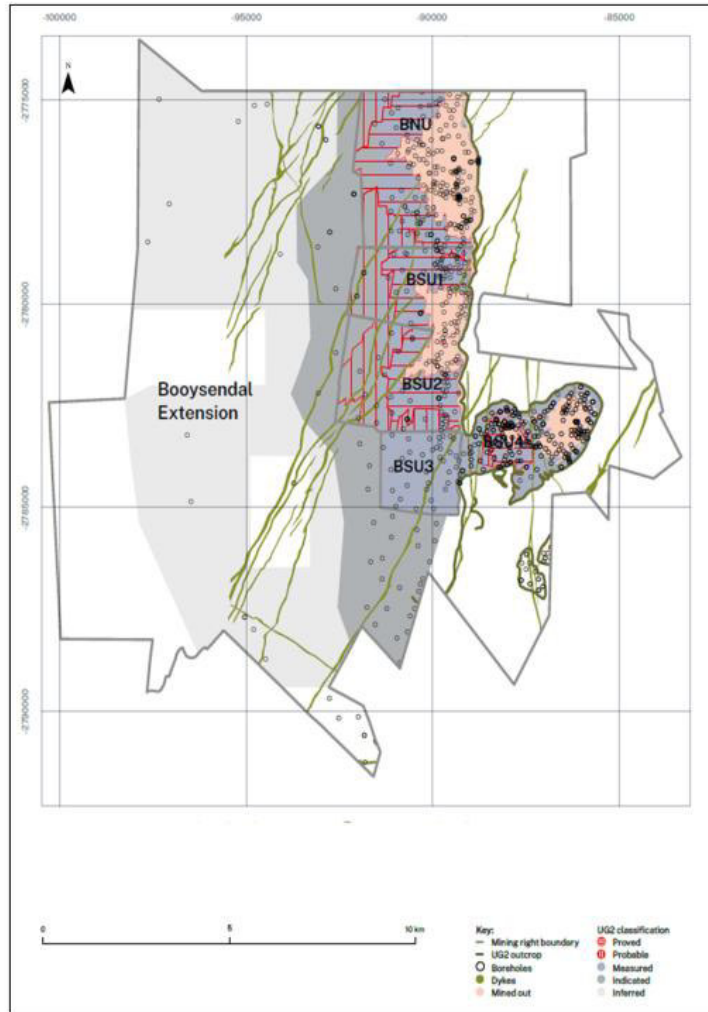 -100000 -95000 -90000 -85000
N
-2775000
BNU
BSU1
-2780000
Booysendal
Extension
BSU2
BSU4
BSU3
-2785000
-2790000
0 5 10 km
Key:
Mining right boundary
UG2 outcrop
Boreholes
Dykes
Mined out
UG2 classification
Proved
Probable
Measured
Indicated
Inferred